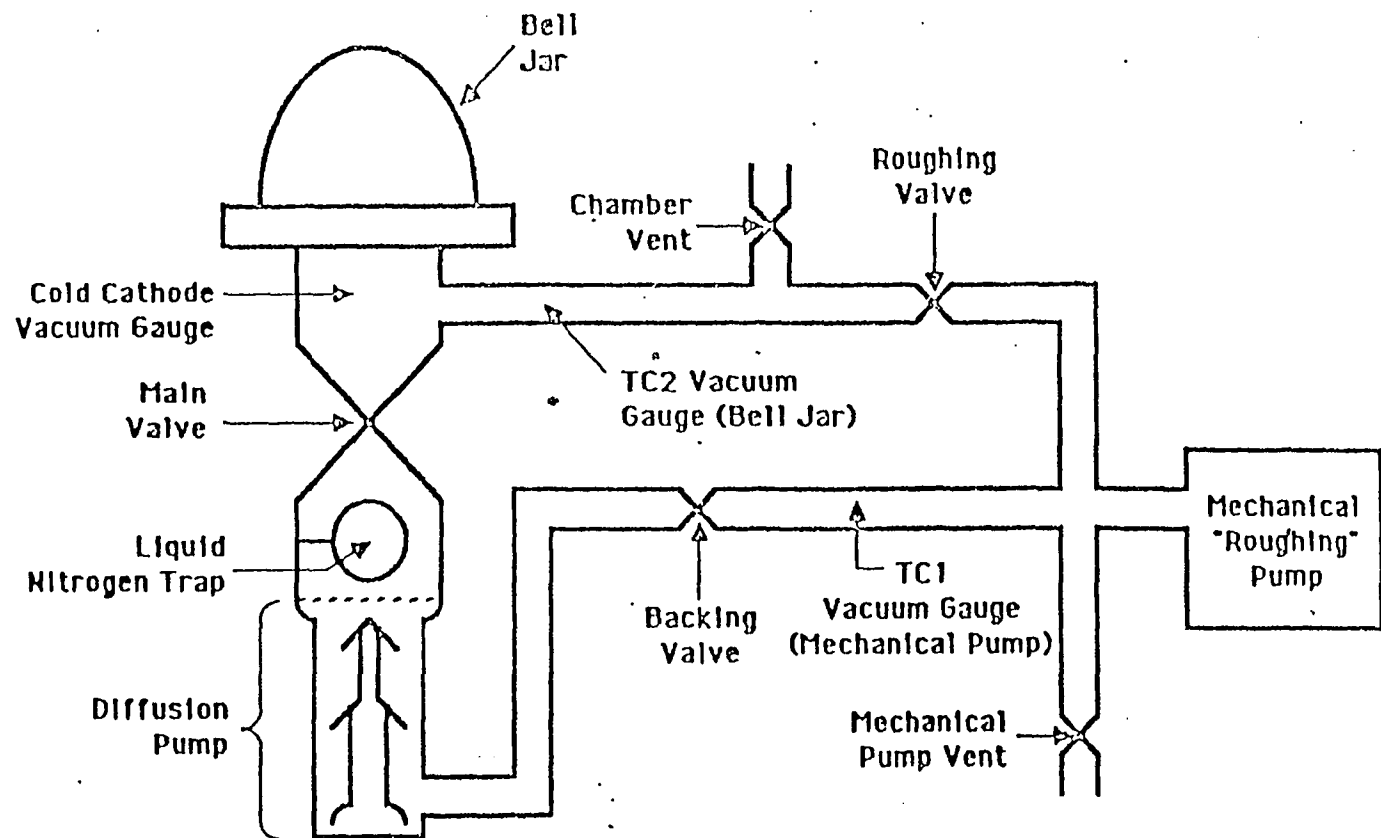 Bell
Jar
Roughing
Valve
Chamber
Vent
Cold Cathode
Vacuum Gauge
TC2 Vacuum
Gauge (Bell Jar)
Main
Valve
Mechanical
"Roughing"
Pump
Liquid
Nitrogen Trap
TC1
Vacuum Gauge
(Mechanical Pump)
Backing
Valve
Diffusion
Pump
Mechanical
Pump Vent